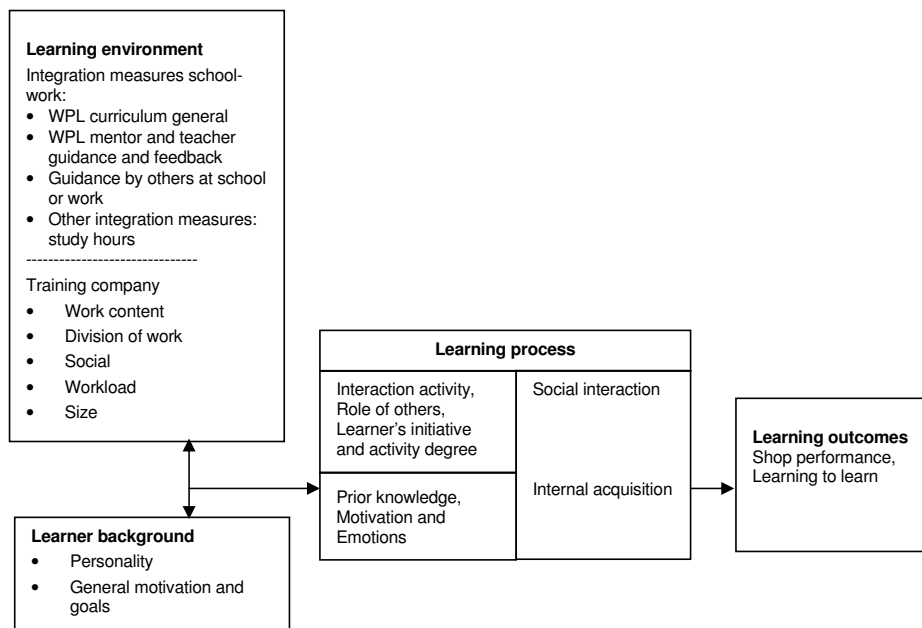 Learning environment
Integration measures school-
work:
• WPL curriculum general
• WPL mentor and teacher
guidance and feedback
• Guidance by others at school
or work
• Other integration measures:
study hours
--------------------------------
Training company
• Work content
• Division of work
• Social
• Workload
• Size
Learner background
• Personality
• General motivation and
goals
Learning process
Interaction activity,
Role of others,
Learner's initiative
and activity degree
Social interaction
Prior knowledge,
Motivation and
Emotions
Internal acquisition
Learning outcomes
Shop performance,
Learning to learn